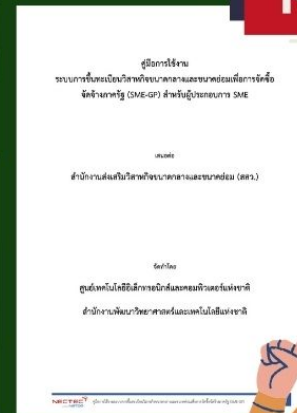 คู่มือการใช้งาน
ระบบการขึ้นทะเบียนวิสาหกิจขนาดกลางและขนาดย่อมเพื่อการจัดซื้อ
จัดจ้างภาครัฐ (SME-GP) สำหรับผู้ประกอบการ SME
เสนอต่อ
สำนักงานส่งเสริมวิสาหกิจขนาดกลางและขนาดย่อม (สสว.)
จัดทำโดย
ศูนย์เทคโนโลยีอิเล็กทรอนิกส์และคอมพิวเตอร์แห่งชาติ
สำนักงานพัฒนาวิทยาศาสตร์และเทคโนโลยีแห่งชาติ
NECTEC